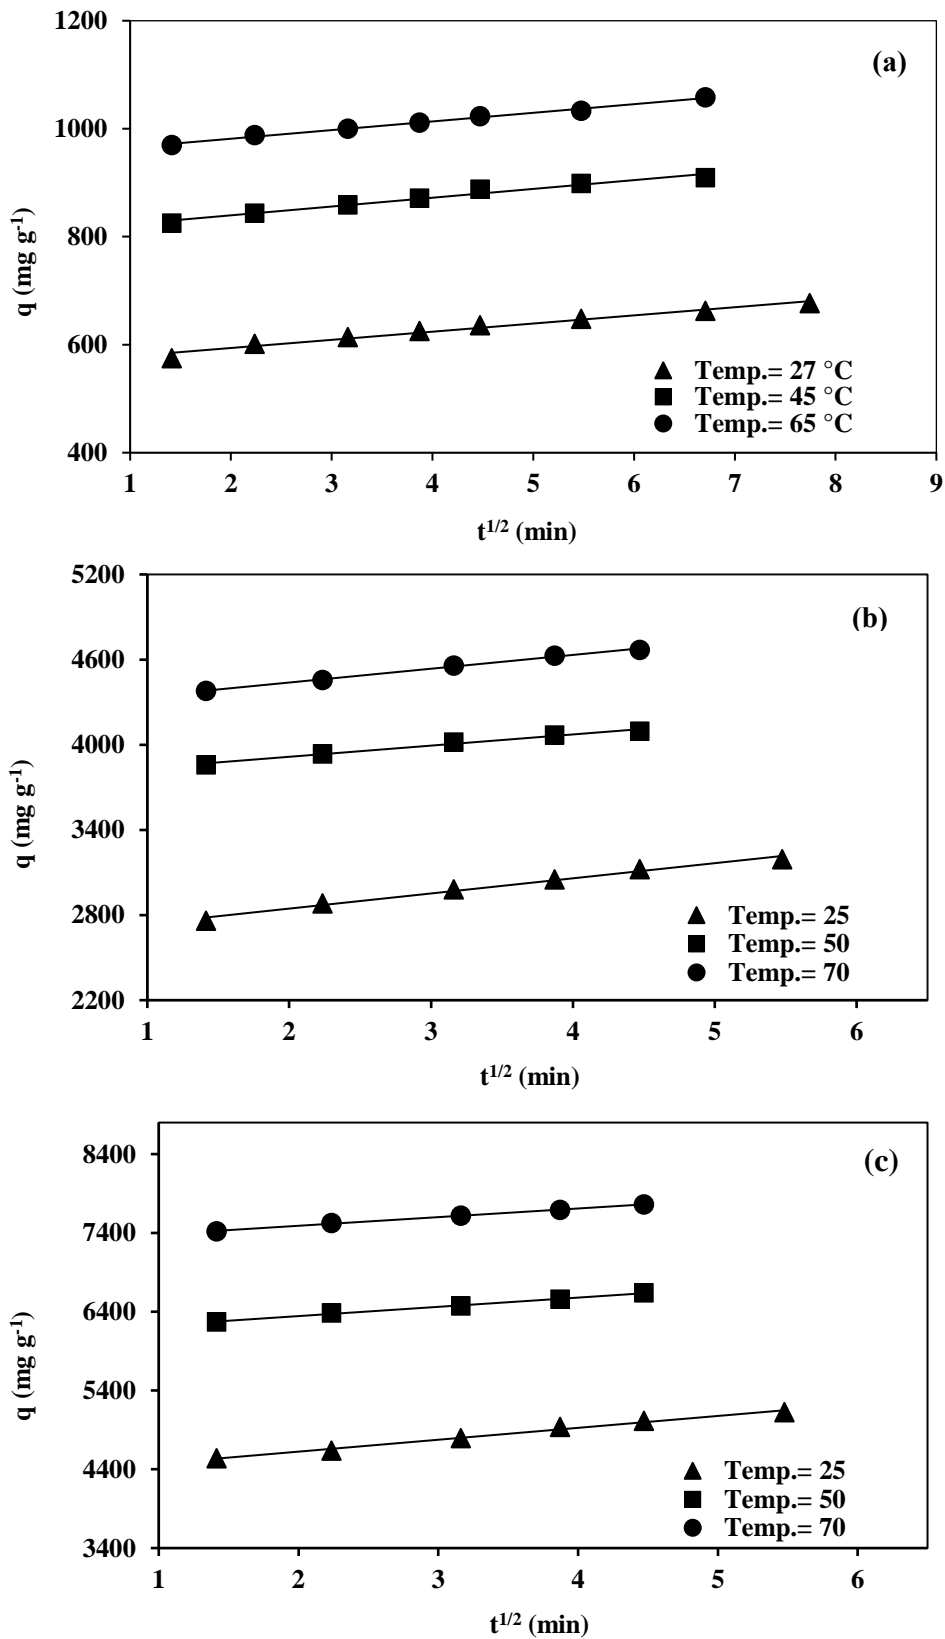 1200
(a)
1000
800
q (mg g-1)
600
Temp.= 27 °C
Temp.= 45 °C
Temp.= 65 °C
400
1 2 3 4 5 6 7 8 9
t1/2 (min)
5200
(b)
4600
4000
q (mg g-1)
3400
2800
Temp.= 25
Temp.= 50
Temp.= 70
2200
1 2 3 4 5 6
t1/2 (min)
8400
(c)
7400
6400
q (mg g-1)
5400
4400
Temp.= 25
Temp.= 50
Temp.= 70
3400
1 2 3 4 5 6
t1/2 (min)